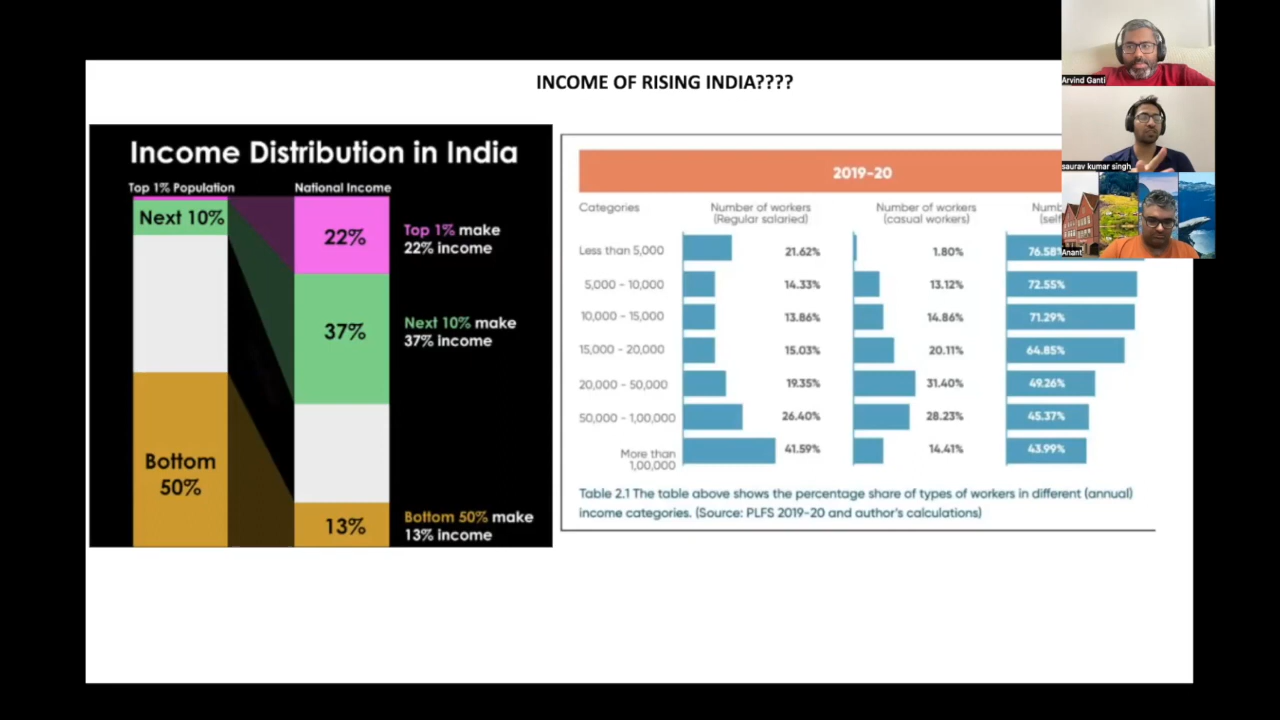 INCOME OF RISING INDIA????
Income Distribution in India
Top 1% Population National Income
Next 10%
22%
Top 1% make
22% income
37%
Next 10% make
37% income
Bottom
50%
13%
Bottom 50% make
13% income
2019-20
Categories
Number of workers
(Regular salaried)
Number of workers
(casual workers)
Less than 5,000 21.62% 1.80% 76.58%
5,000 - 10,000 14.33% 13.12% 72.55%
10,000 - 15,000 13.86% 14.86% 71.29%
15,000 - 20,000 15.03% 20.11% 64.85%
20,000 - 50,000 19.35% 31.40% 49.26%
50,000 - 1,00,000 26.40% 28.23% 45.37%
More than
1,00,000 41.59% 14.41% 43.99%
Table 2.1 The table above shows the percentage share of types of workers in different (annual)
income categories. (Source: PLFS 2019-20 and author's calculations)
Arvind Ganti
saurav kumar singh
Anant